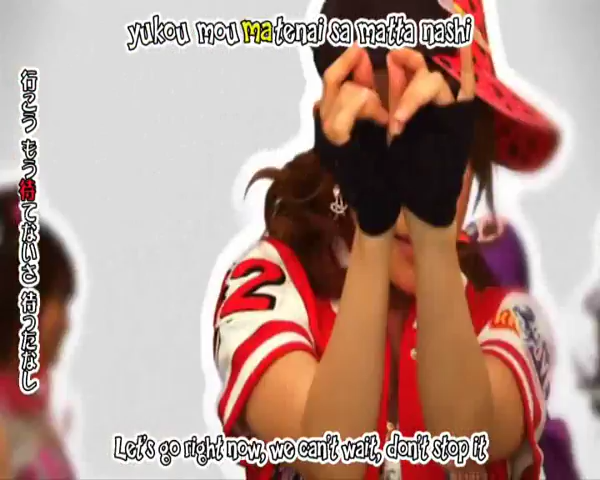 yukou mou matenai sa matta nashi
行こう もう待てないさ 待ったなし
42
Let's go right now, we can't wait, don't stop it